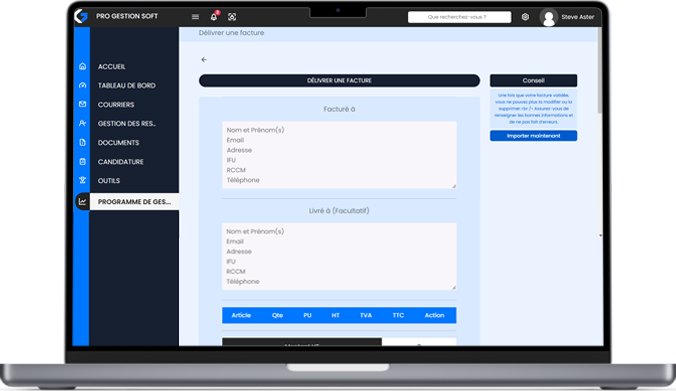 PRO GESTION SOFT
Que recherchez-vous ?
Steve Aster
Délivrer une facture
ACCUEIL
TABLEAU DE BORD
COURRIERS
GESTION DES RES..
DOCUMENTS
CANDIDATURE
OUTILS
PROGRAMME DE GES...
DÉLIVRER UNE FACTURE
Facturé à
Nom et Prénom(s)
Email
Adresse
IFU
RCCM
Téléphone
Livré à (Facultatif)
Nom et Prénom(s)
Email
Adresse
IFU
RCCM
Téléphone
Article Qte PU HT TVA TTC Action
Conseil
Une fois que votre facture validée,
vous ne pouvez plus la modifier ou la
supprimer.<br /> Assurez-vous de
renseigner les bonnes informations et
de ne pas fait d'erreurs.
Importer maintenant